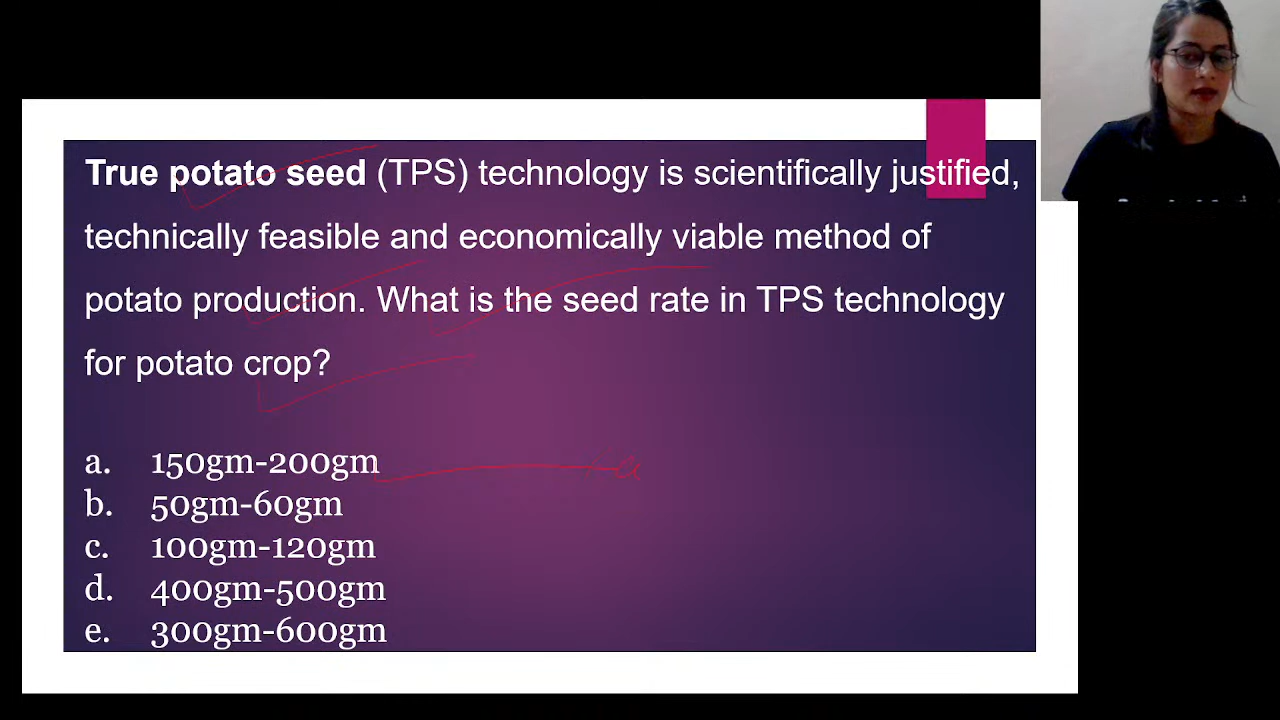 True potato seed (TPS) technology is scientifically justified,
technically feasible and economically viable method of
potato production. What is the seed rate in TPS technology
for potato crop?
a. 150gm-200gm
b. 50gm-60gm
c. 100gm-120gm
d. 400gm-500gm
e. 300gm-600gm